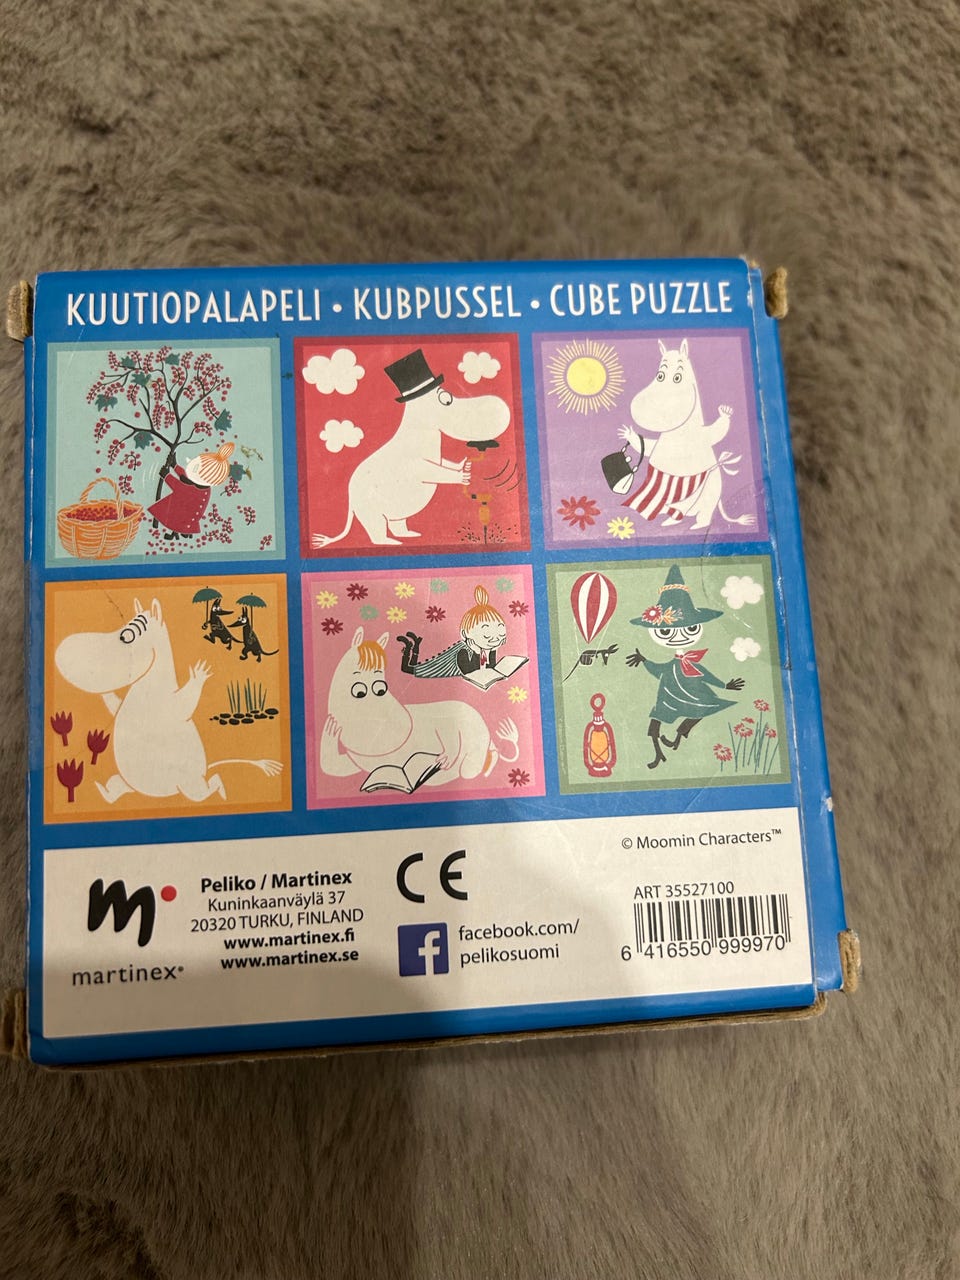 KUUTIOPALAPELI • KUBPUSSEL • CUBE PUZZLE
© Moomin Characters™
m
martinex®
Peliko / Martinex
Kuninkaanväylä 37
20320 TURKU, FINLAND
www.martinex.fi
www.martinex.se
CE
f
facebook.com/
pelikosuomi
ART 35527100
6 416550 999970